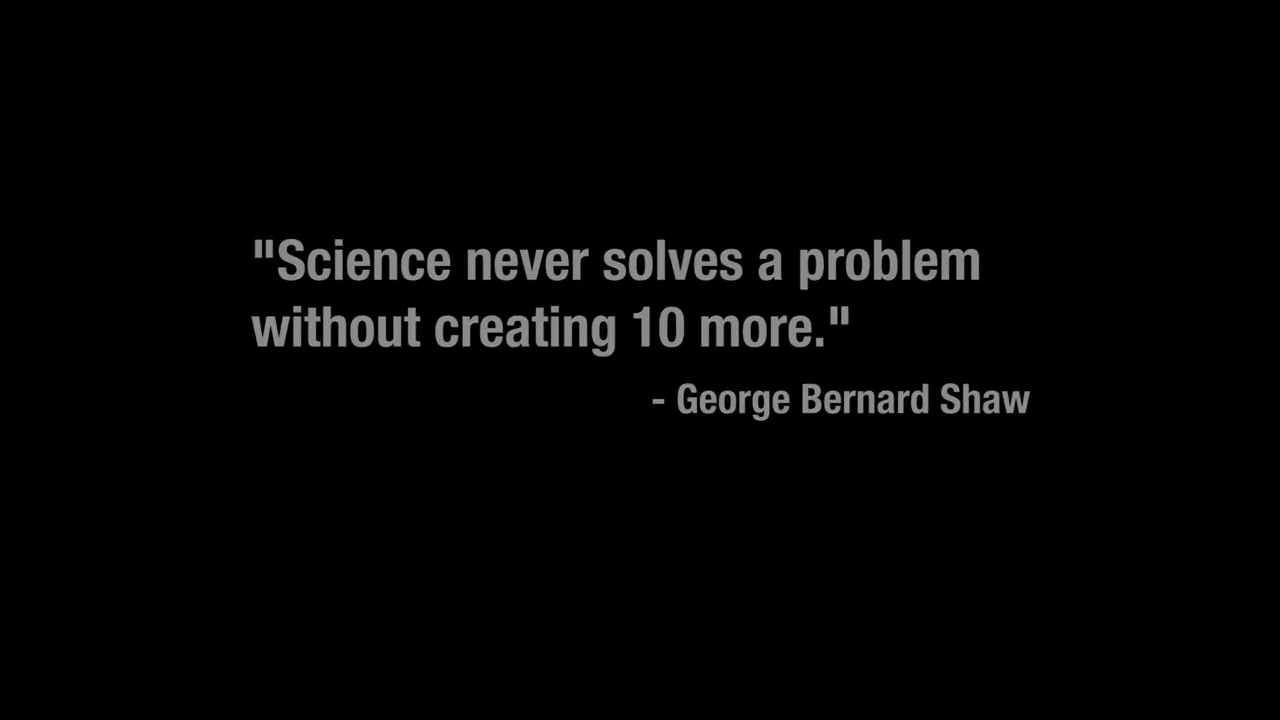 "Science never solves a problem
without creating 10 more."
- George Bernard Shaw